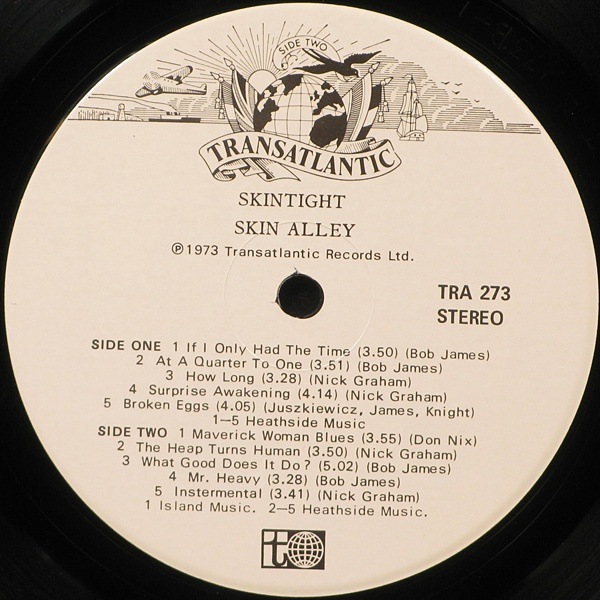 SIDE TWO
TRANSATLANTIC
SKINTIGHT
SKIN ALLEY
℗1973 Transatlantic Records Ltd.
TRA 273
STEREO
SIDE ONE 1 If I Only Had The Time (3.50) (Bob James)
2 At A Quarter To One (3.51) (Bob James)
3 How Long (3.28) (Nick Graham)
4 Surprise Awakening (4.14) (Nick Graham)
5 Broken Eggs (4.05) (Juszkiewicz, James, Knight)
1–5 Heathside Music
SIDE TWO 1 Maverick Woman Blues (3.55) (Don Nix)
2 The Heap Turns Human (3.50) (Nick Graham)
3 What Good Does It Do? (5.02) (Bob James)
4 Mr. Heavy (3.28) (Bob James)
5 Instermental (3.41) (Nick Graham)
1 Island Music. 2–5 Heathside Music.
t